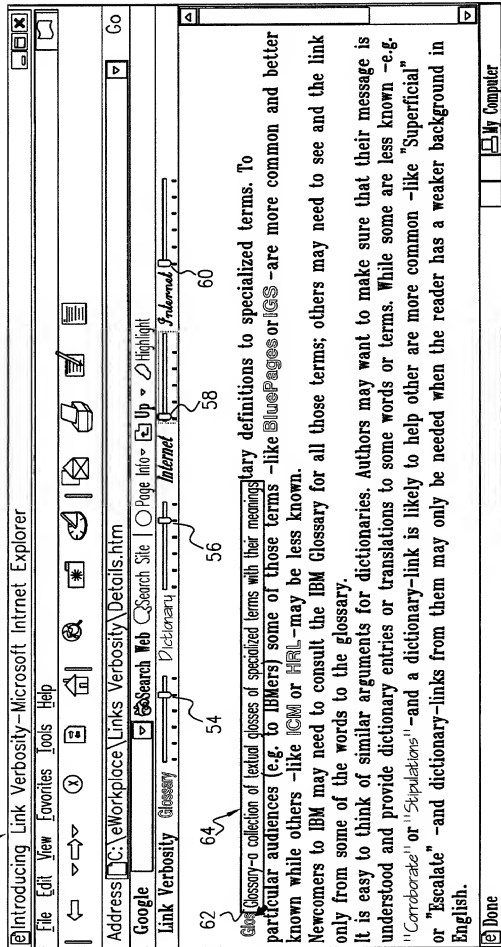 Introducing Link Verbosity-Microsoft Intrnet Explorer
File Edit View Favorites Tools Help
Address C:\eWorkplace\Links Verbosity\Details.htm Go
Google Search Web Search Site Page Info Up Highlight
Link Verbosity Glossary Dictionary Internet Internet
54 56 58 60
62 64
Glos Glossary-a collection of textual glosses of specialized terms with their meanings tary definitions to specialized terms. To
particular audiences (e.g. to IBMers) some of those terms -like BluePages or IGS -are more common and better
known while others -like ICM or HRL-may be less known.
Newcomers to IBM may need to consult the IBM Glossary for all those terms; others may need to see and the link
only from some of the words to the glossary.
It is easy to think of similar arguments for dictionaries. Authors may want to make sure that their message is
understood and provide dictionary entries or translations to some words or terms. While some are less known -e.g.
"Corroborate" or "Stipulations" -and a dictionary-link is likely to help other are more common -like "Superficial"
or "Escalate" -and dictionary-links from them may only be needed when the reader has a weaker background in
English.
Done My Computer